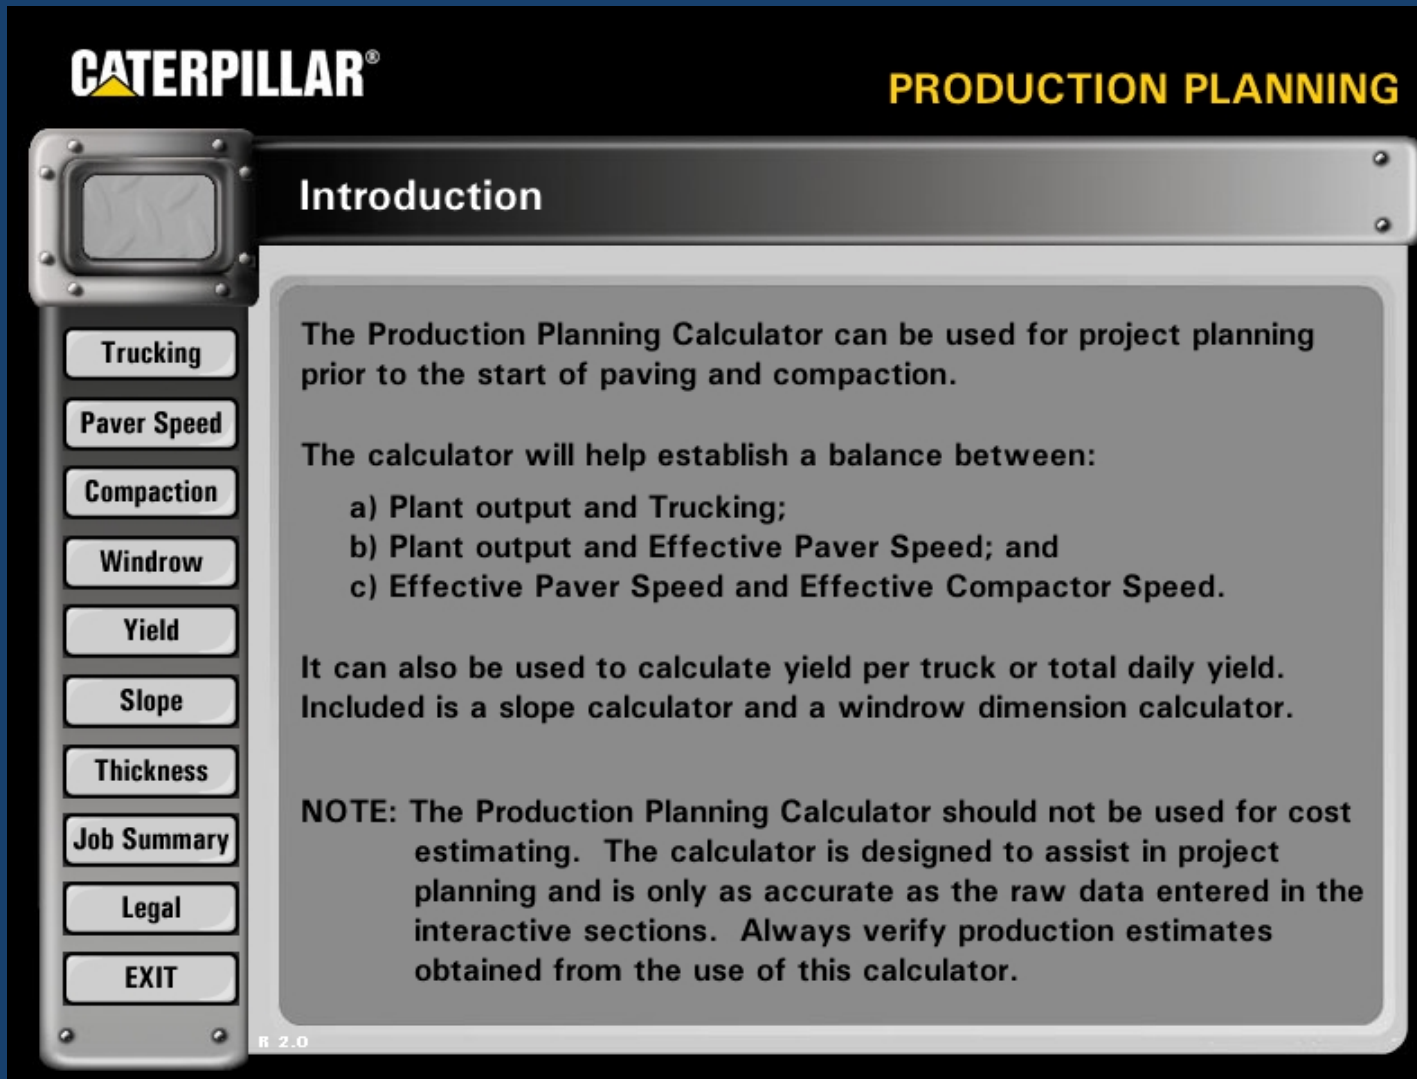 CATERPILLAR®
PRODUCTION PLANNING
Introduction
Trucking
Paver Speed
Compaction
Windrow
Yield
Slope
Thickness
Job Summary
Legal
EXIT
The Production Planning Calculator can be used for project planning
prior to the start of paving and compaction.
The calculator will help establish a balance between:
a) Plant output and Trucking;
b) Plant output and Effective Paver Speed; and
c) Effective Paver Speed and Effective Compactor Speed.
It can also be used to calculate yield per truck or total daily yield.
Included is a slope calculator and a windrow dimension calculator.
NOTE: The Production Planning Calculator should not be used for cost
estimating. The calculator is designed to assist in project
planning and is only as accurate as the raw data entered in the
interactive sections. Always verify production estimates
obtained from the use of this calculator.
R 2.0